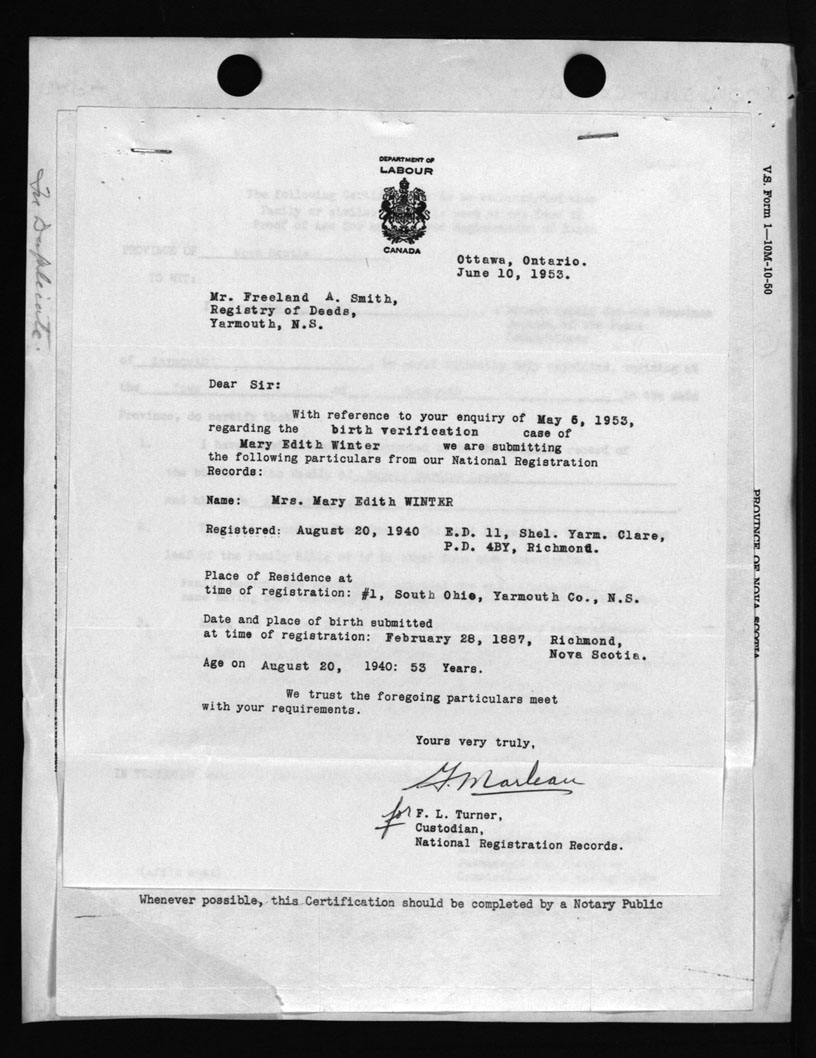 DEPARTMENT OF
LABOUR
CANADA
Ottawa, Ontario.
June 10, 1953.
Mr. Freeland A. Smith,
Registry of Deeds,
Yarmouth, N.S.
Dear Sir:
With reference to your enquiry of May 6, 1953,
regarding the birth verification case of
Mary Edith Winter we are submitting
the following particulars from our National Registration
Records:
Name: Mrs. Mary Edith WINTER
Registered: August 20, 1940 E.D. 11, Shel. Yarm. Clare,
P.D. 4BY, Richmond.
Place of Residence at
time of registration: #1, South Ohio, Yarmouth Co., N.S.
Date and place of birth submitted
at time of registration: February 28, 1887, Richmond,
Nova Scotia.
Age on August 20, 1940: 53 Years.
We trust the foregoing particulars meet
with your requirements.
Yours very truly,
J. Marleau
for F. L. Turner,
Custodian,
National Registration Records.
Whenever possible, this Certification should be completed by a Notary Public
In Duplicate.
V.S. Form 1—10M-10-50
PROVINCE OF NOVA SCOTIA